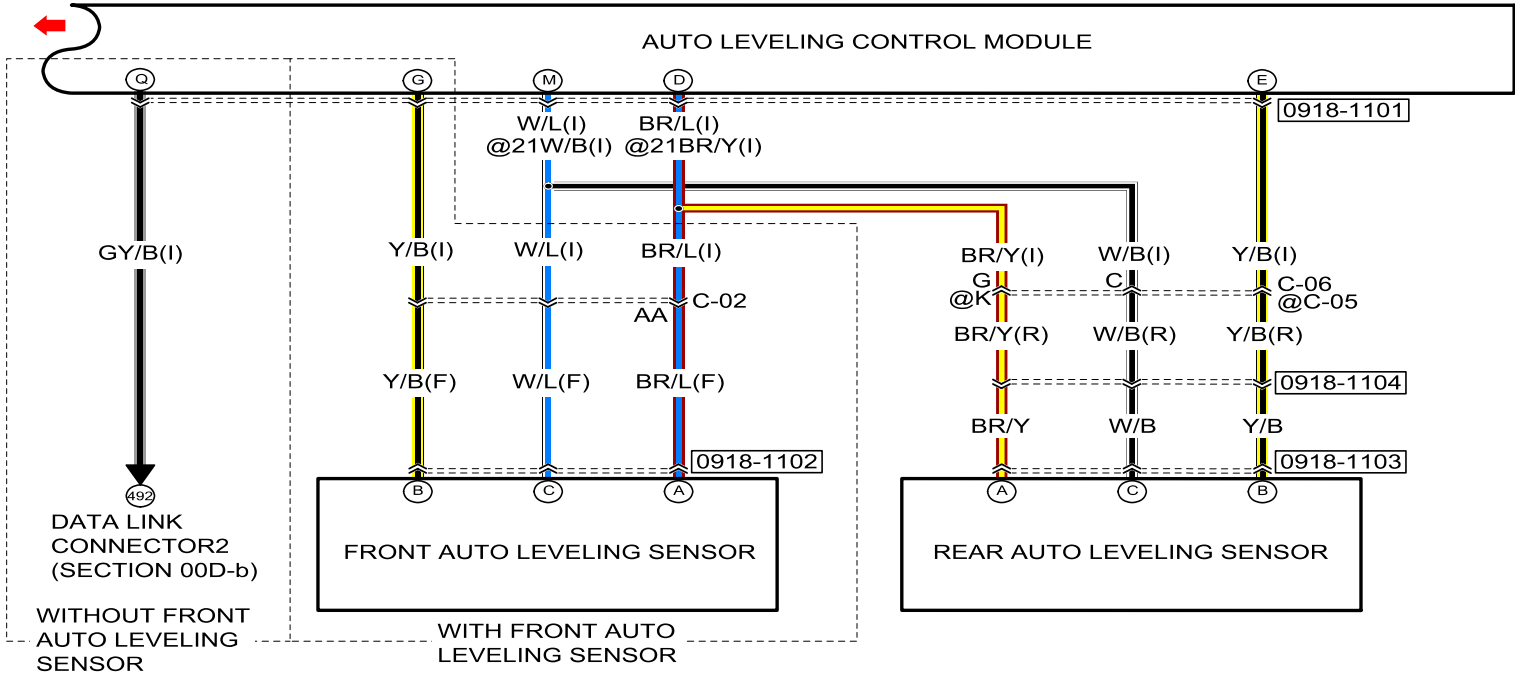 AUTO LEVELING CONTROL MODULE
Q
G
M
D
E
0918-1101
W/L(I)
@21W/B(I)
BR/L(I)
@21BR/Y(I)
GY/B(I)
Y/B(I)
W/L(I)
BR/L(I)
BR/Y(I)
W/B(I)
Y/B(I)
G
@K
C
C-06
@C-05
C-02
AA
BR/Y(R)
W/B(R)
Y/B(R)
Y/B(F)
W/L(F)
BR/L(F)
0918-1104
BR/Y
W/B
Y/B
0918-1102
0918-1103
492
B
C
A
A
C
B
DATA LINK
CONNECTOR2
(SECTION 00D-b)
FRONT AUTO LEVELING SENSOR
REAR AUTO LEVELING SENSOR
WITHOUT FRONT
AUTO LEVELING
SENSOR
WITH FRONT AUTO
LEVELING SENSOR